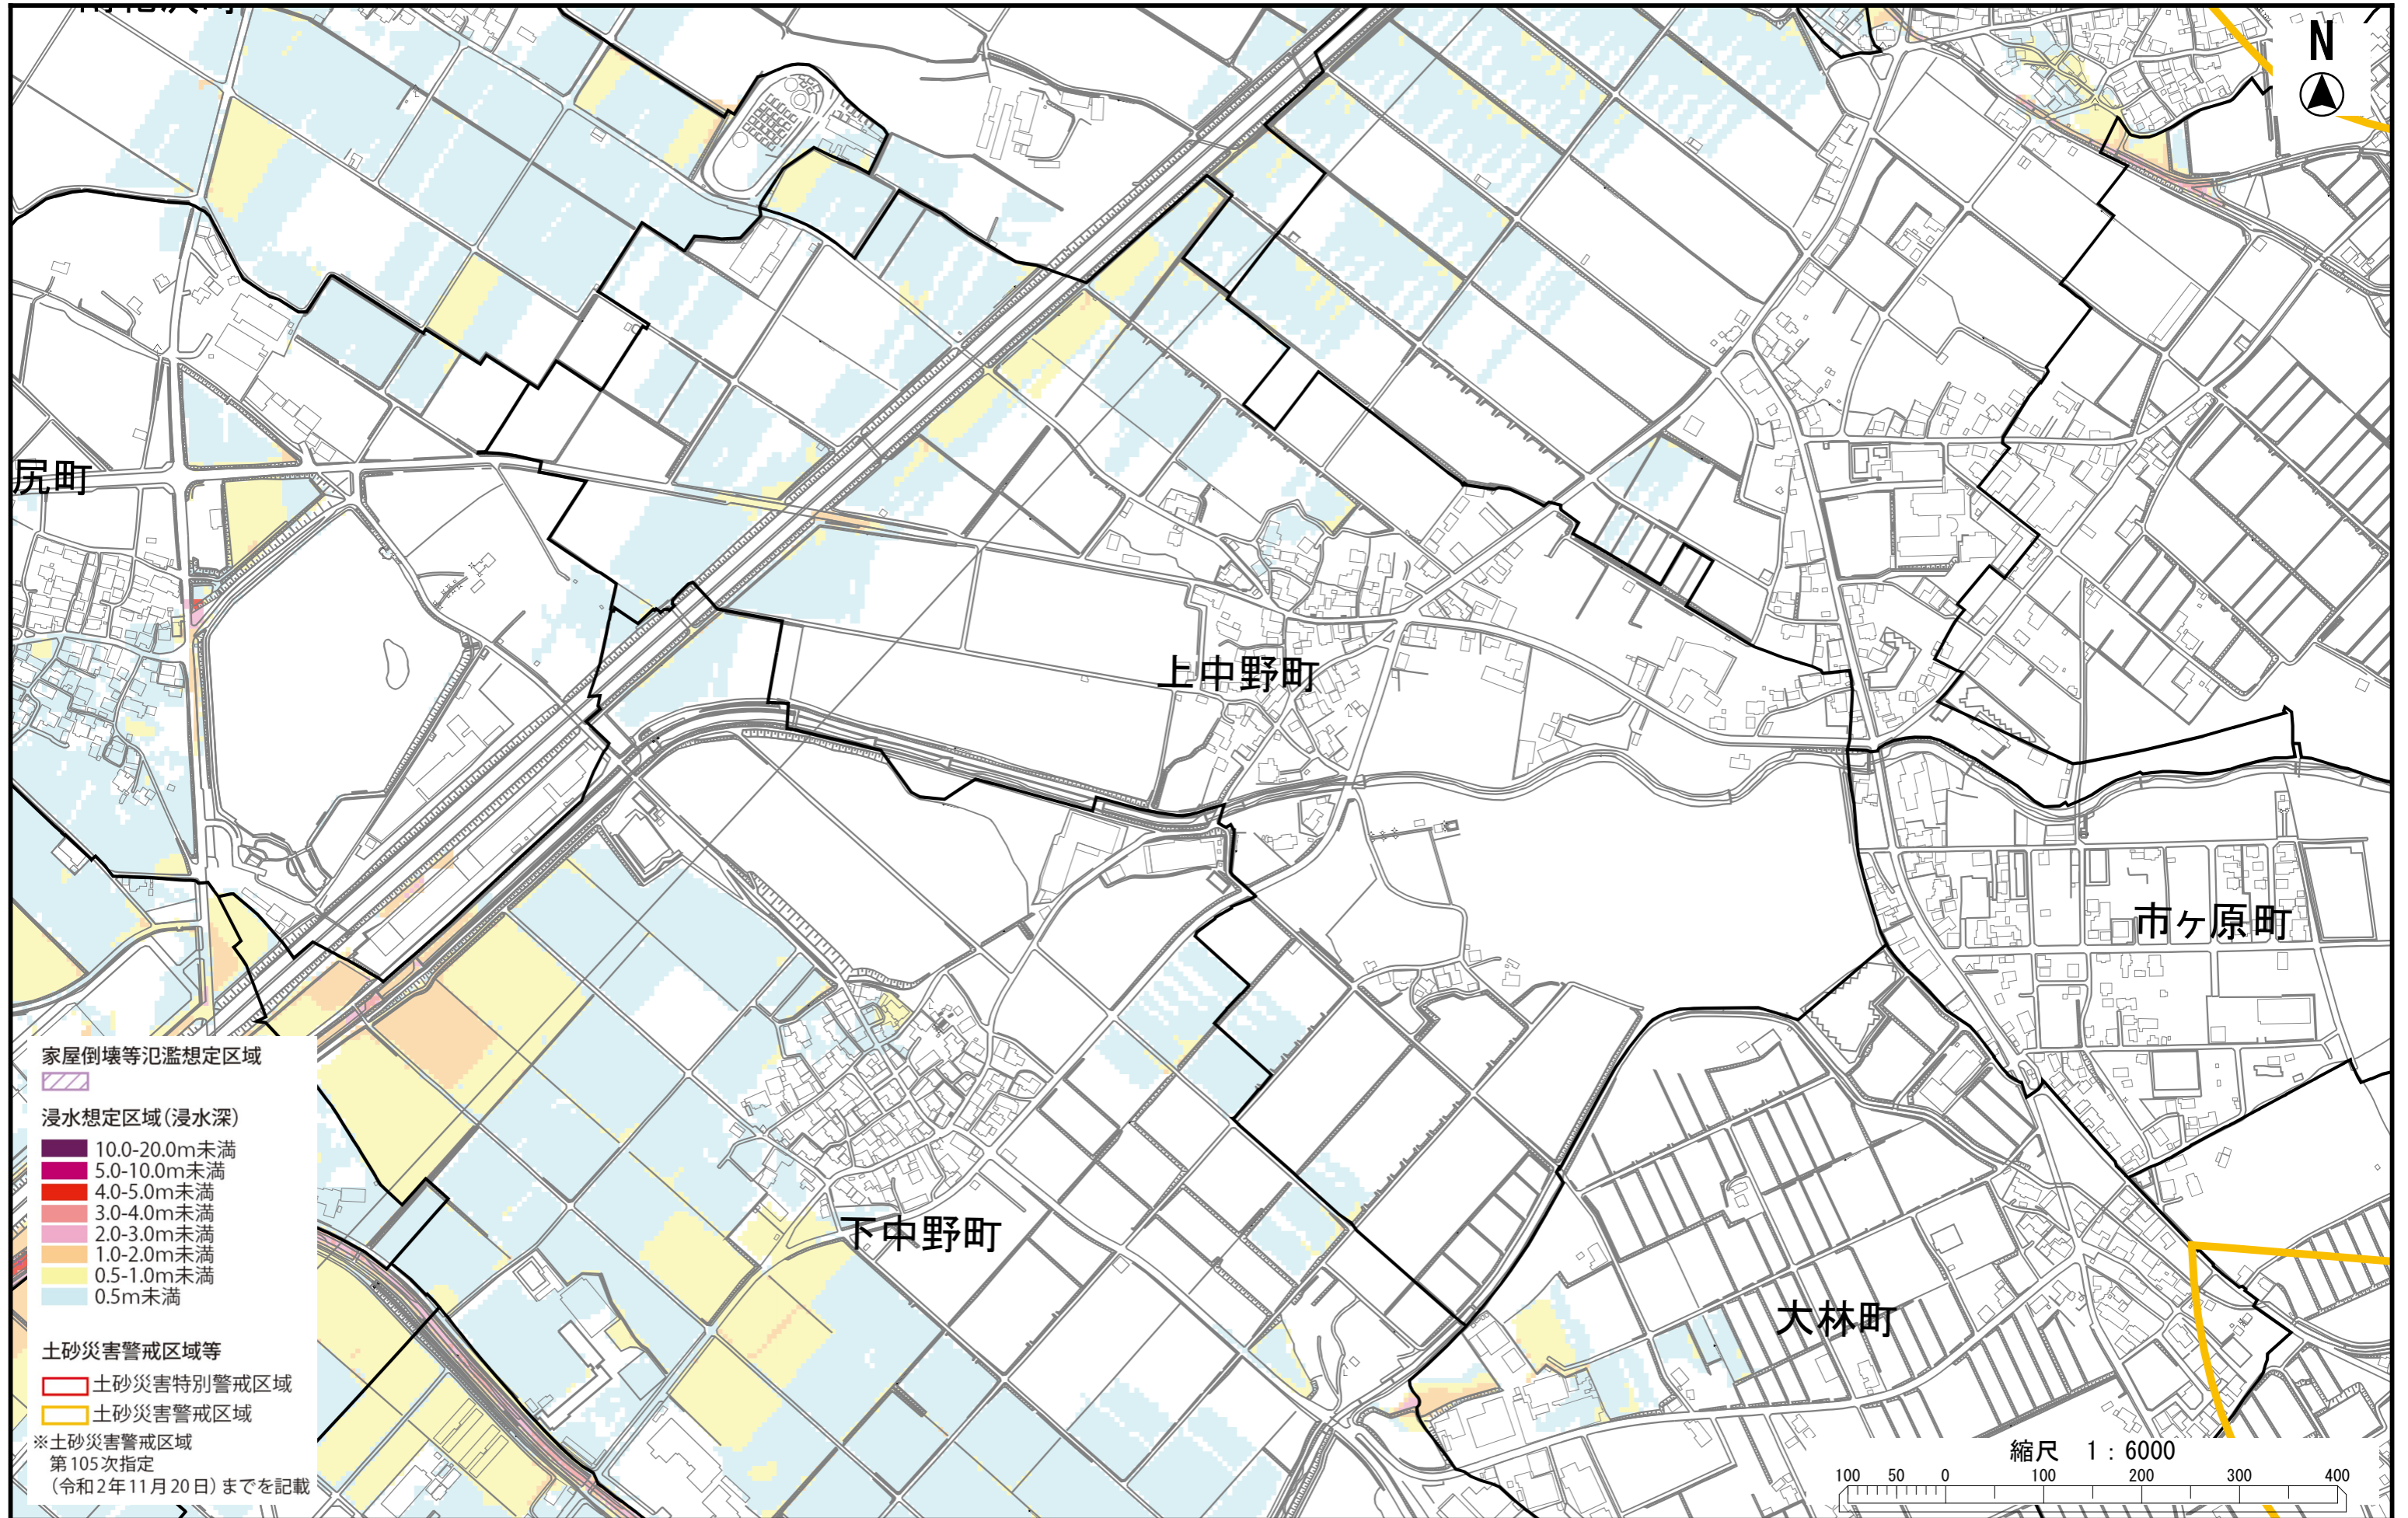 N
尻町
上中野町
市ヶ原町
下中野町
大林町
家屋倒壊等氾濫想定区域
浸水想定区域(浸水深)
10.0-20.0m未満
5.0-10.0m未満
4.0-5.0m未満
3.0-4.0m未満
2.0-3.0m未満
1.0-2.0m未満
0.5-1.0m未満
0.5m未満
土砂災害警戒区域等
土砂災害特別警戒区域
土砂災害警戒区域
※土砂災害警戒区域
第105次指定
(令和2年11月20日)までを記載
縮尺 1:6000
100 50 0 100 200 300 400